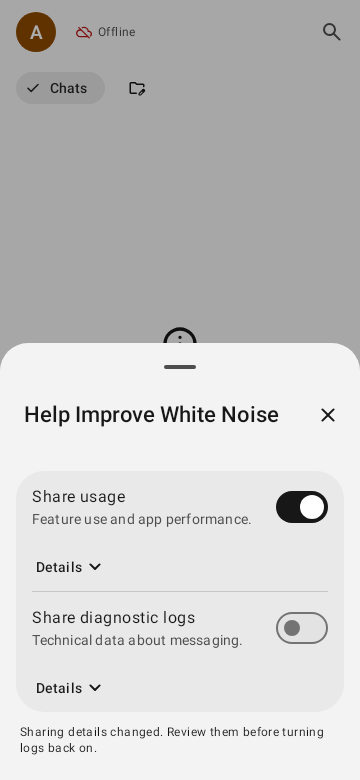 A
Offline
Chats
Help Improve White Noise
Share usage
Feature use and app performance.
Details
Share diagnostic logs
Technical data about messaging.
Details
Sharing details changed. Review them before turning
logs back on.